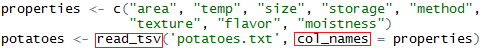 properties <- c("area", "temp", "size", "storage", "method",
"texture", "flavor", "moistness")
potatoes <- read_tsv('potatoes.txt', col_names = properties)